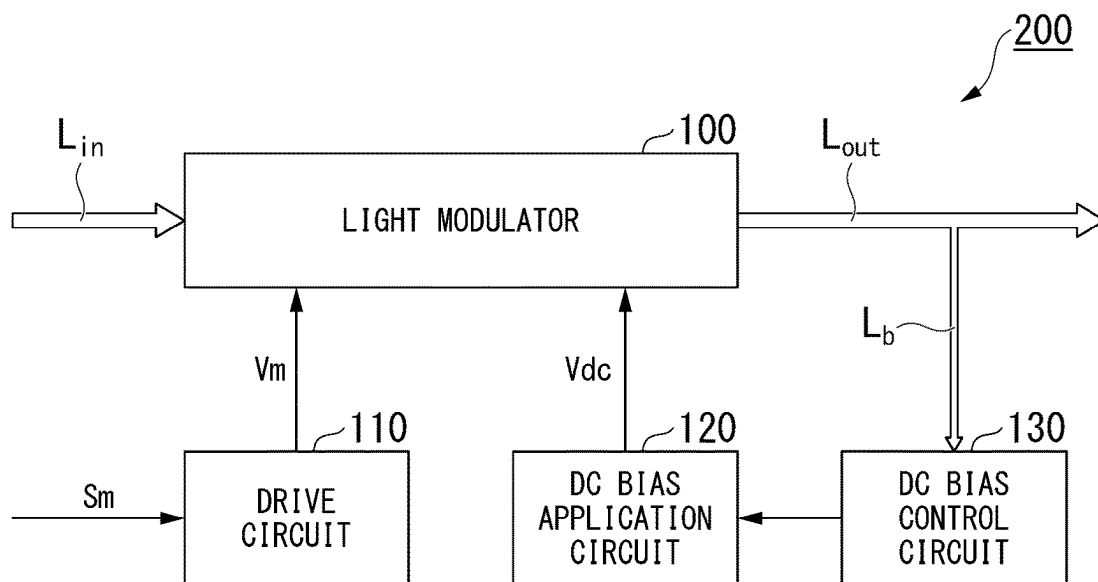 200
100
L_in
L_out
LIGHT MODULATOR
L_b
Vm
Vdc
110
120
130
Sm
DRIVE
CIRCUIT
DC BIAS
APPLICATION
CIRCUIT
DC BIAS
CONTROL
CIRCUIT